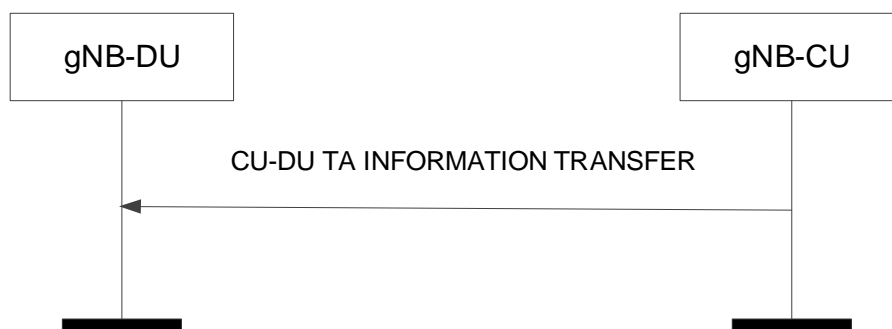 gNB-DU
gNB-CU
CU-DU TA INFORMATION TRANSFER